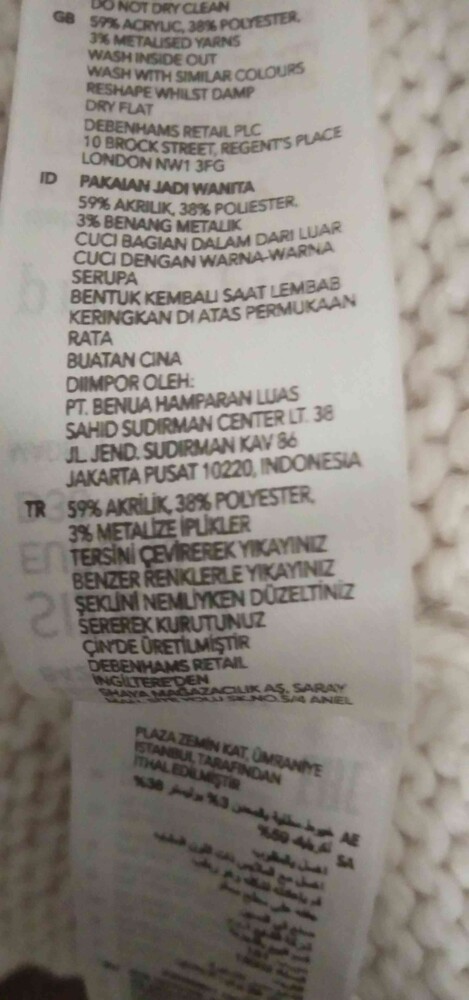 DO NOT DRY CLEAN
GB 59% ACRYLIC, 38% POLYESTER,
3% METALISED YARNS
WASH INSIDE OUT
WASH WITH SIMILAR COLOURS
RESHAPE WHILST DAMP
DRY FLAT
DEBENHAMS RETAIL PLC
10 BROCK STREET, REGENT'S PLACE
LONDON NW1 3FG
ID PAKAIAN JADI WANITA
59% AKRILIK, 38% POLIESTER,
3% BENANG METALIK
CUCI BAGIAN DALAM DARI LUAR
CUCI DENGAN WARNA-WARNA
SERUPA
BENTUK KEMBALI SAAT LEMBAB
KERINGKAN DI ATAS PERMUKAAN
RATA
BUATAN CINA
DIIMPOR OLEH:
PT. BENUA HAMPARAN LUAS
SAHID SUDIRMAN CENTER LT. 38
JL. JEND. SUDIRMAN KAV 86
JAKARTA PUSAT 10220, INDONESIA
TR 59% AKRİLİK, 38% POLYESTER,
3% METALİZE İPLİKLER
TERSİNİ ÇEVİREREK YIKAYINIZ
BENZER RENKLERLE YIKAYINIZ
ŞEKLİNİ NEMLİYKEN DÜZELTİNİZ
SEREREK KURUTUNUZ
ÇİN'DE ÜRETİLMİŞTİR
DEBENHAMS RETAIL
İNGİLTERE'DEN
SHAYA MAĞAZACILIK AŞ, SARAY
PLAZA ZEMİN KAT, ÜMRANİYE
İSTANBUL TARAFINDAN
İTHAL EDİLMİŞTİR
AE
SA